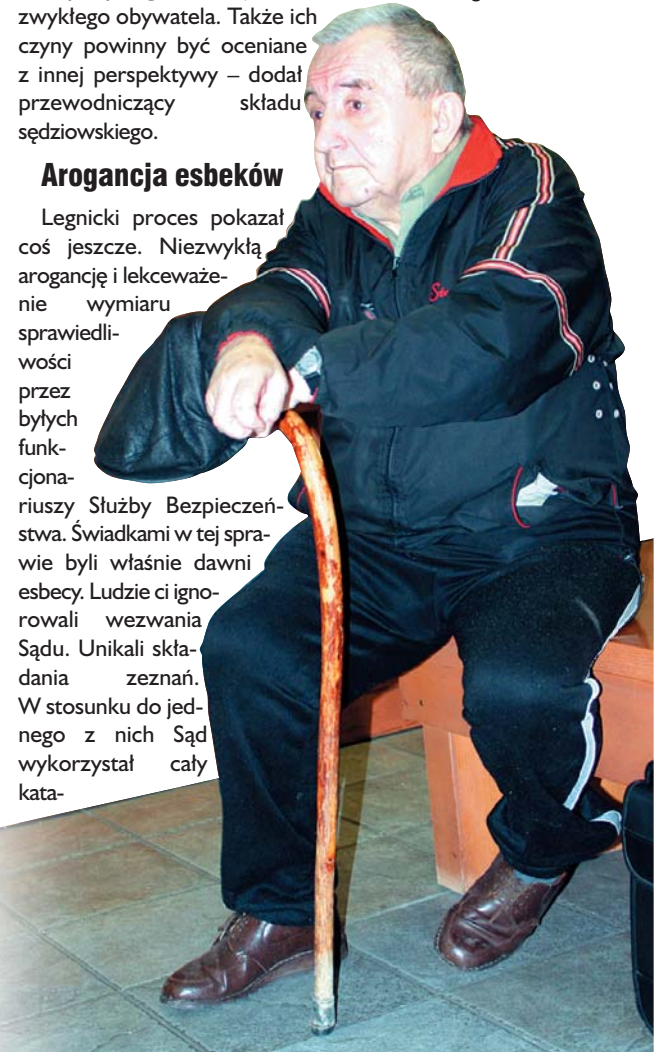 zwykłego obywatela. Także ich
czyny powinny być oceniane
z innej perspektywy – dodał
przewodniczący składu
sędziowskiego.
Arogancja esbeków
Legnicki proces pokazał
coś jeszcze. Niezwykłą
arogancję i lekceważe-
nie wymiaru
sprawiedli-
wości
przez
byłych
funk-
cjona-
riuszy Służby Bezpieczeń-
stwa. Świadkami w tej spra-
wie byli właśnie dawni
esbecy. Ludzie ci igno-
rowali wezwania
Sądu. Unikali skła-
dania zeznań.
W stosunku do jed-
nego z nich Sąd
wykorzystał cały
kata-